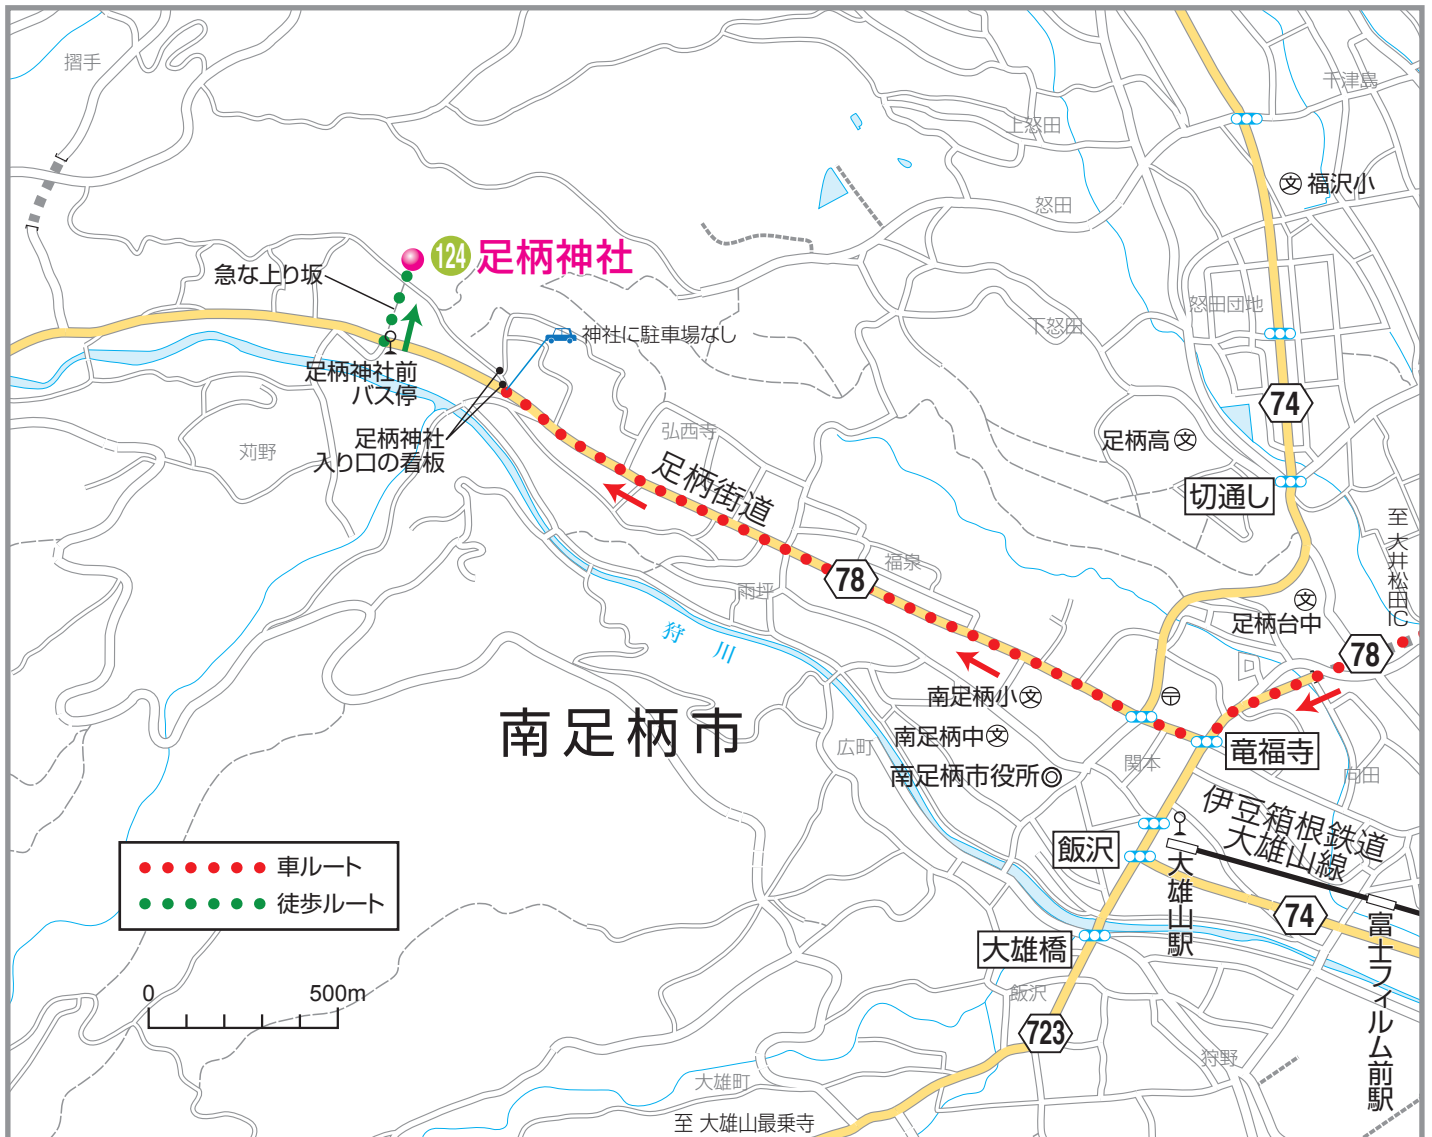 摺手
千津島
上怒田
福沢小
怒田
124 足柄神社
急な上り坂
怒田団地
神社に駐車場なし
下怒田
足柄神社前
バス停
74
足柄神社
入り口の看板
弘西寺
苅野
足柄高
足柄街道
切通し
至 大井松田IC
78
福泉
雨坪
足柄台中
狩川
78
南足柄小
南足柄市
南足柄中
広町
竜福寺
関本
南足柄市役所
向田
伊豆箱根鉄道
大雄山線
飯沢
大雄山駅
車ルート
徒歩ルート
74
富士フイルム前駅
大雄橋
0 500m
飯沢
723
狩野
大雄町
至 大雄山最乗寺